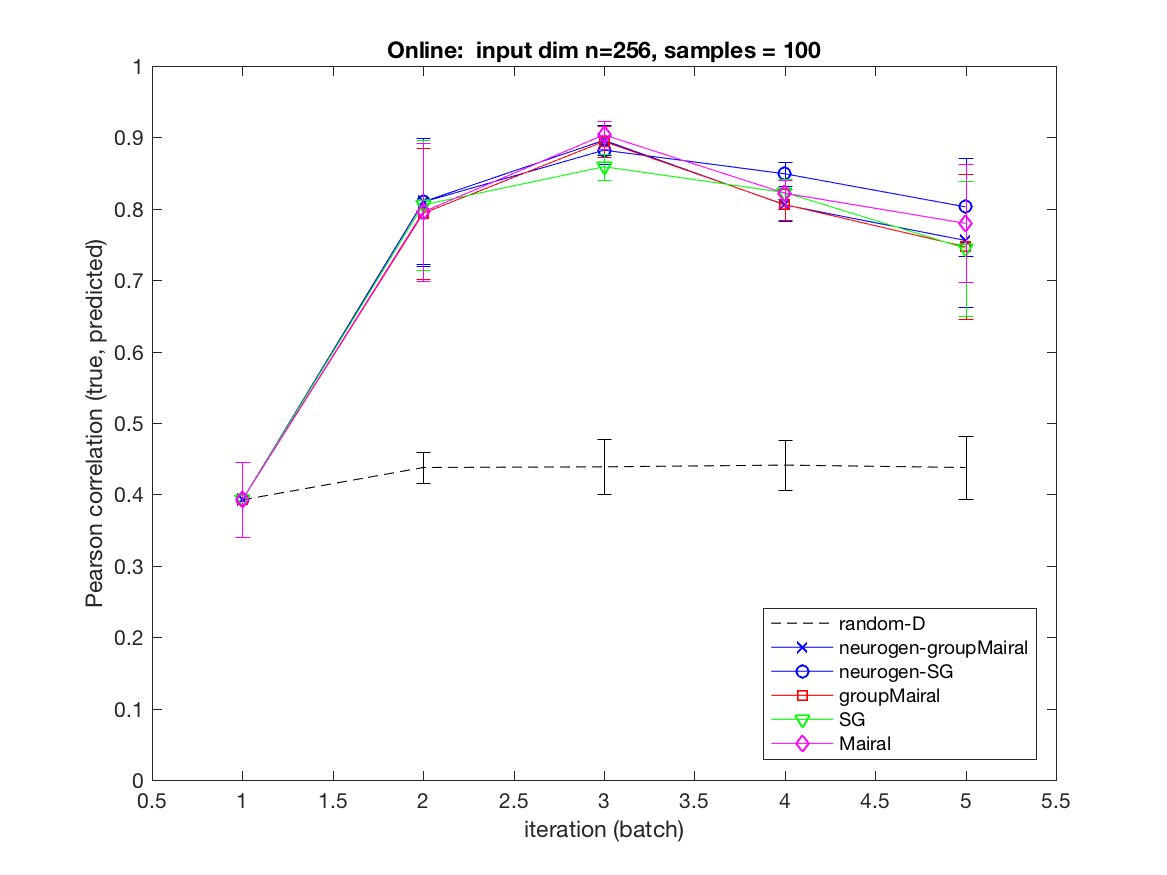 Online:  input dim n=256, samples = 100
Pearson correlation (true, predicted)
1
0.9
0.8
0.7
0.6
0.5
0.4
0.3
0.2
0.1
0
random-D
neurogen-groupMairal
neurogen-SG
groupMairal
SG
Mairal
0.5 1 1.5 2 2.5 3 3.5 4 4.5 5 5.5
iteration (batch)